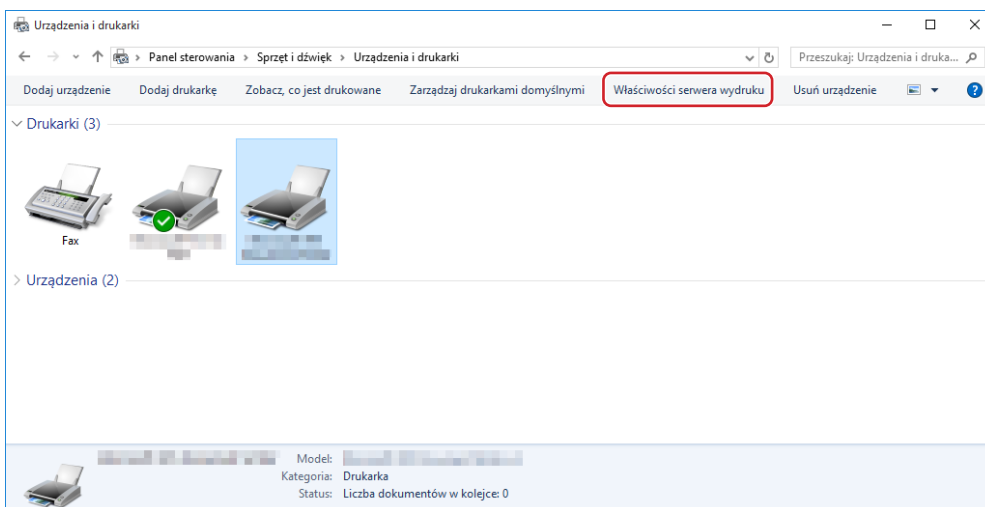 Urządzenia i drukarki
Panel sterowania > Sprzęt i dźwięk > Urządzenia i drukarki
Przeszukaj: Urządzenia i druka...
Dodaj urządzenie Dodaj drukarkę Zobacz, co jest drukowane Zarządzaj drukarkami domyślnymi Właściwości serwera wydruku Usuń urządzenie
Drukarki (3)
Fax
Urządzenia (2)
Model:
Kategoria: Drukarka
Status: Liczba dokumentów w kolejce: 0